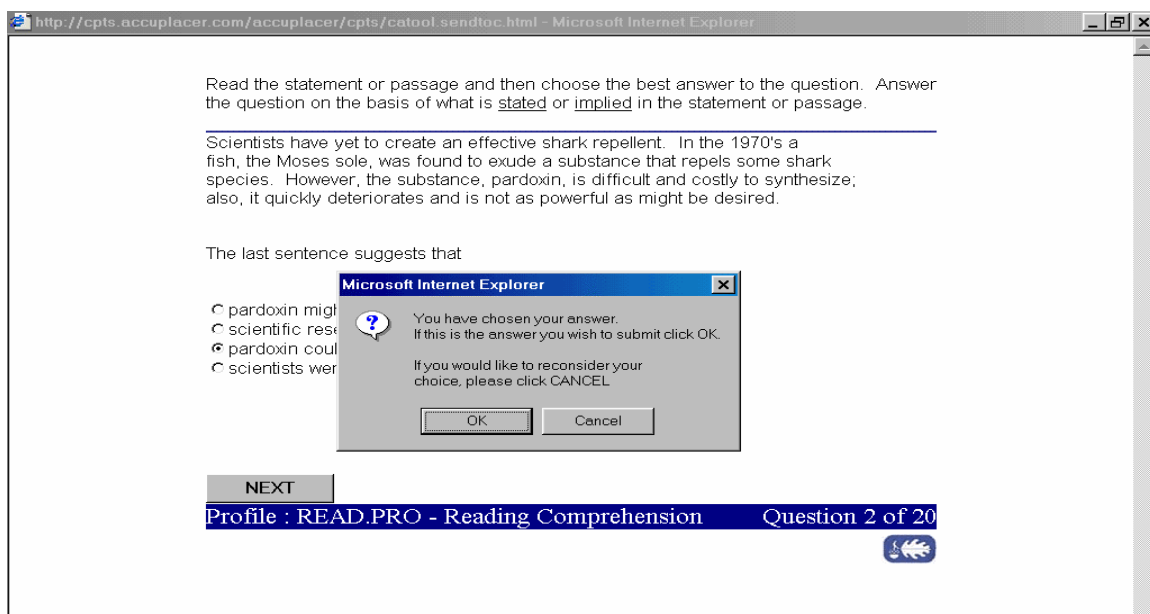 http://cpts.accuplacer.com/accuplacer/cpts/catool.sendtoc.html - Microsoft Internet Explorer
Read the statement or passage and then choose the best answer to the question. Answer
the question on the basis of what is stated or implied in the statement or passage.
Scientists have yet to create an effective shark repellent. In the 1970's a
fish, the Moses sole, was found to exude a substance that repels some shark
species. However, the substance, pardoxin, is difficult and costly to synthesize;
also, it quickly deteriorates and is not as powerful as might be desired.
The last sentence suggests that
pardoxin
scientific
pardoxin
scientists
Microsoft Internet Explorer
You have chosen your answer.
If this is the answer you wish to submit click OK.
If you would like to reconsider your
choice, please click CANCEL
OK Cancel
NEXT
Profile : READ.PRO - Reading Comprehension Question 2 of 20